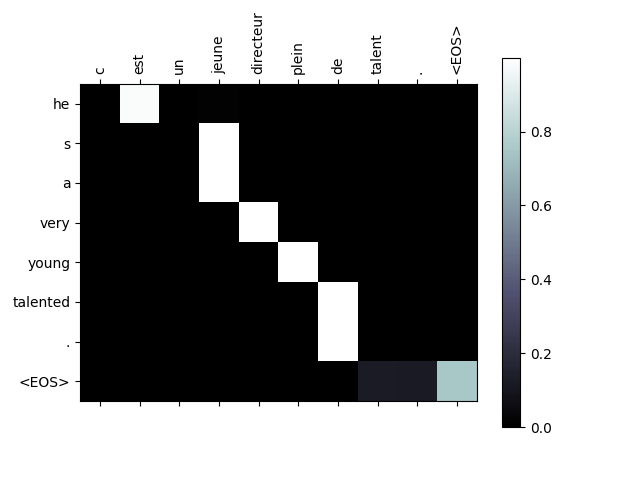 c est un jeune directeur plein de talent . <EOS>
he
s
a
very
young
talented
.
<EOS>
0.8
0.6
0.4
0.2
0.0